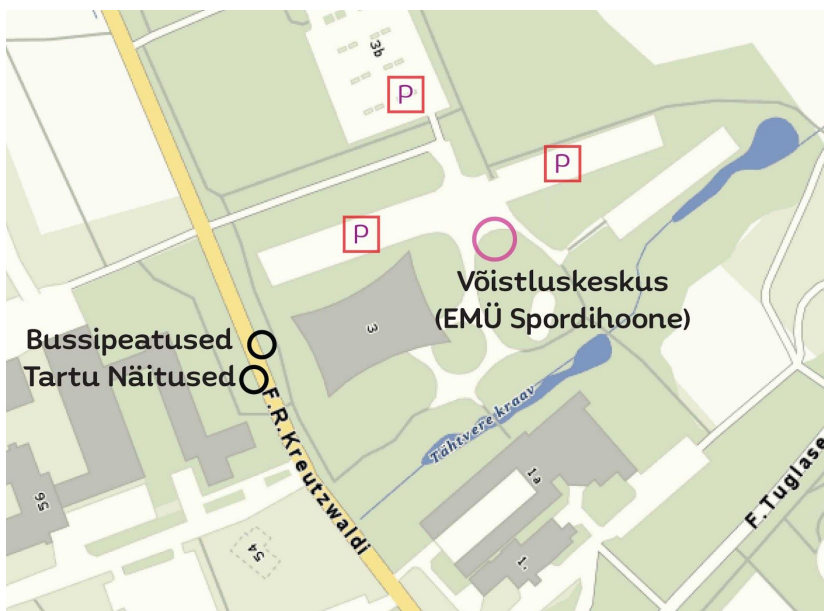 3b
P
P
P
Võistluskeskus
(EMÜ Spordihoone)
3
Bussipeatused
Tartu Näitused
F.R.Kreutzwaldi
Tähtvere kraav
1a
1.
56
54
F.Tuglase